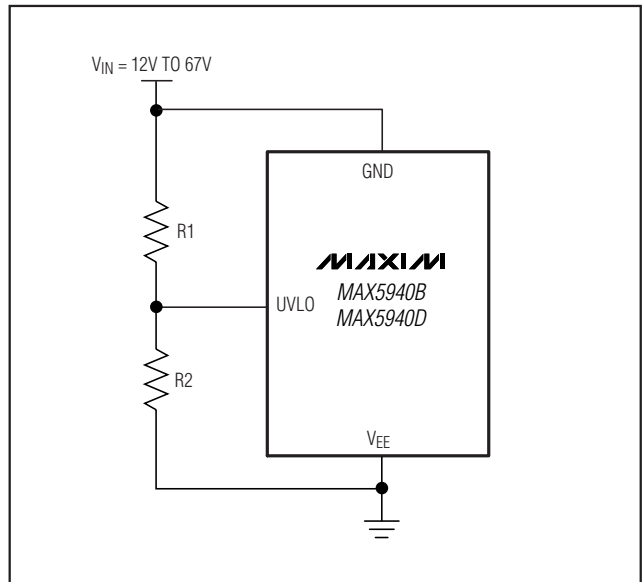 V_IN = 12V TO 67V
GND
R1
MAXIM
MAX5940B
UVLO
MAX5940D
R2
V_EE